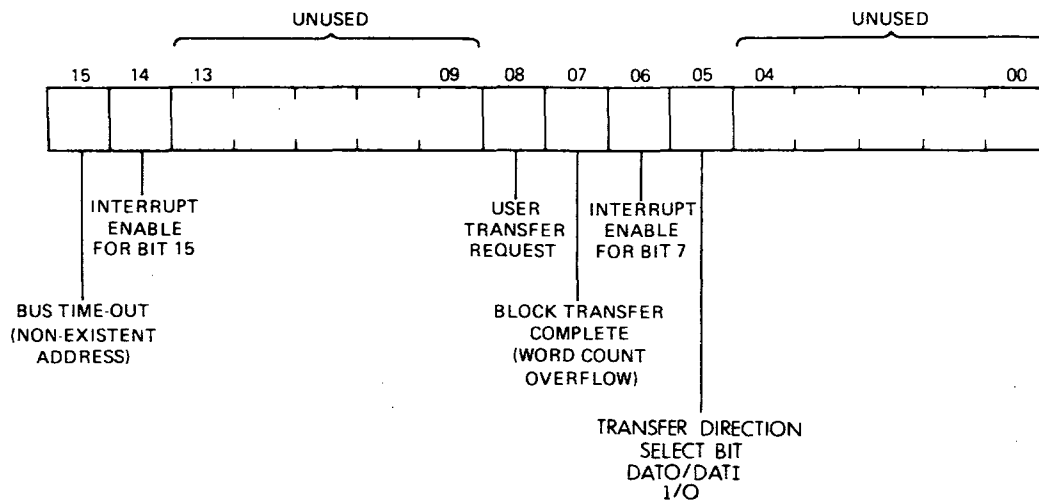 UNUSED
UNUSED
15 14 13 09 08 07 06 05 04 00
INTERRUPT
ENABLE
FOR BIT 15
USER
TRANSFER
REQUEST
INTERRUPT
ENABLE
FOR BIT 7
BUS TIME-OUT
(NON-EXISTENT
ADDRESS)
BLOCK TRANSFER
COMPLETE
(WORD COUNT
OVERFLOW)
TRANSFER DIRECTION
SELECT BIT
DATO/DATI
1/O